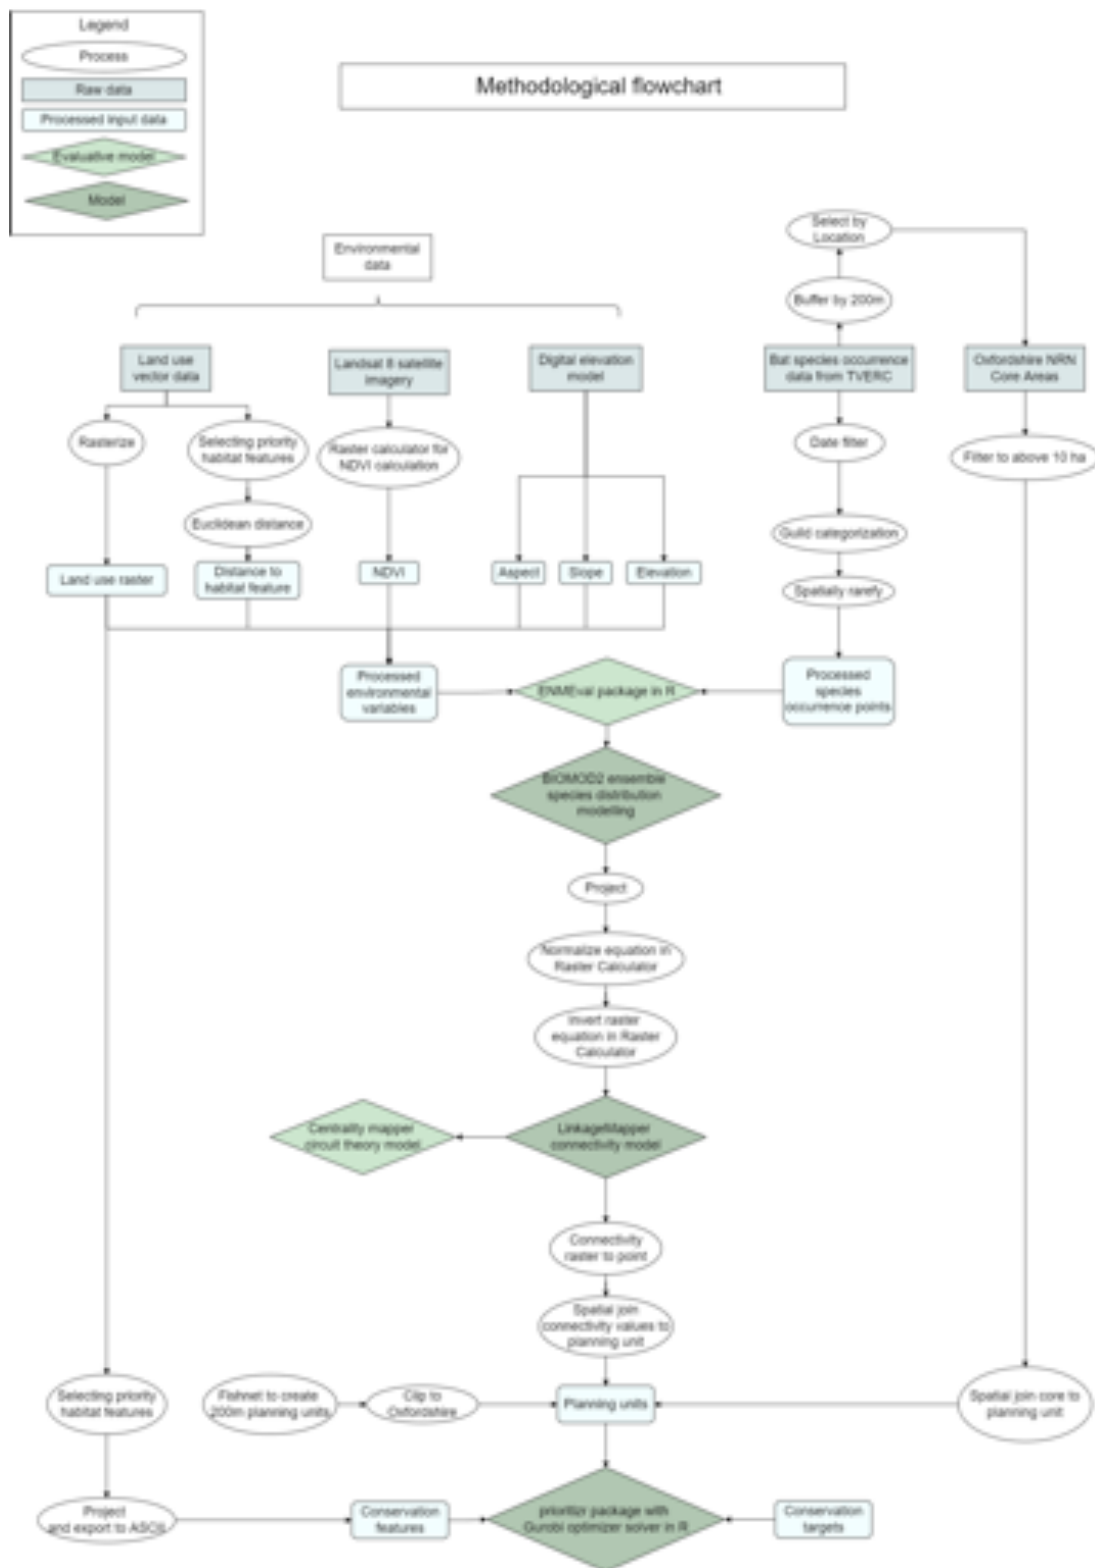 Legend
Process
Raw data
Processed input data
Evaluative model
Model
Methodological flowchart
Environmental
data
Select by
Location
Buffer by 200m
Land use
vector data
Landsat 8 satellite
imagery
Digital elevation
model
Bat species occurrence
data from TVERC
Oxfordshire NRN
Core Areas
Rasterize
Selecting priority
habitat features
Raster calculator for
NDVI calculation
Date filter
Filter to above 10 ha
Euclidean distance
Guild categorization
Land use raster
Distance to
habitat feature
NDVI
Aspect
Slope
Elevation
Spatially rarefy
Processed
environmental
variables
ENMEval package in R
Processed
species
occurrence points
BIOMOD2 ensemble
species distribution
modelling
Project
Normalize equation in
Raster Calculator
Invert raster
equation in Raster
Calculator
Centrality mapper
circuit theory model
LinkageMapper
connectivity model
Connectivity
raster to point
Spatial join
connectivity values to
planning unit
Selecting priority
habitat features
Fishnet to create
200m planning units
Clip to
Oxfordshire
Planning units
Spatial join core to
planning unit
Project
and export to ASCII
Conservation
features
prioritizr package with
Gurobi optimizer solver in R
Conservation
targets